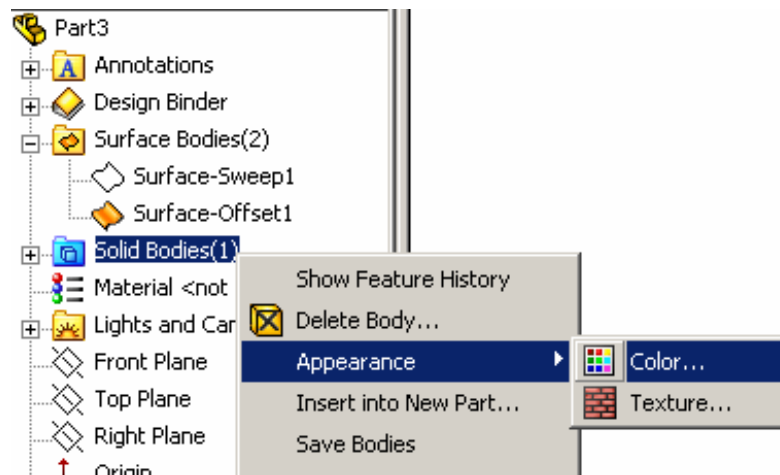 Part3
Annotations
Design Binder
Surface Bodies(2)
Surface-Sweep1
Surface-Offset1
Solid Bodies(1)
Material <not
Lights and Car
Front Plane
Top Plane
Right Plane
Origin
Show Feature History
Delete Body...
Appearance
Insert into New Part...
Save Bodies
Color...
Texture...